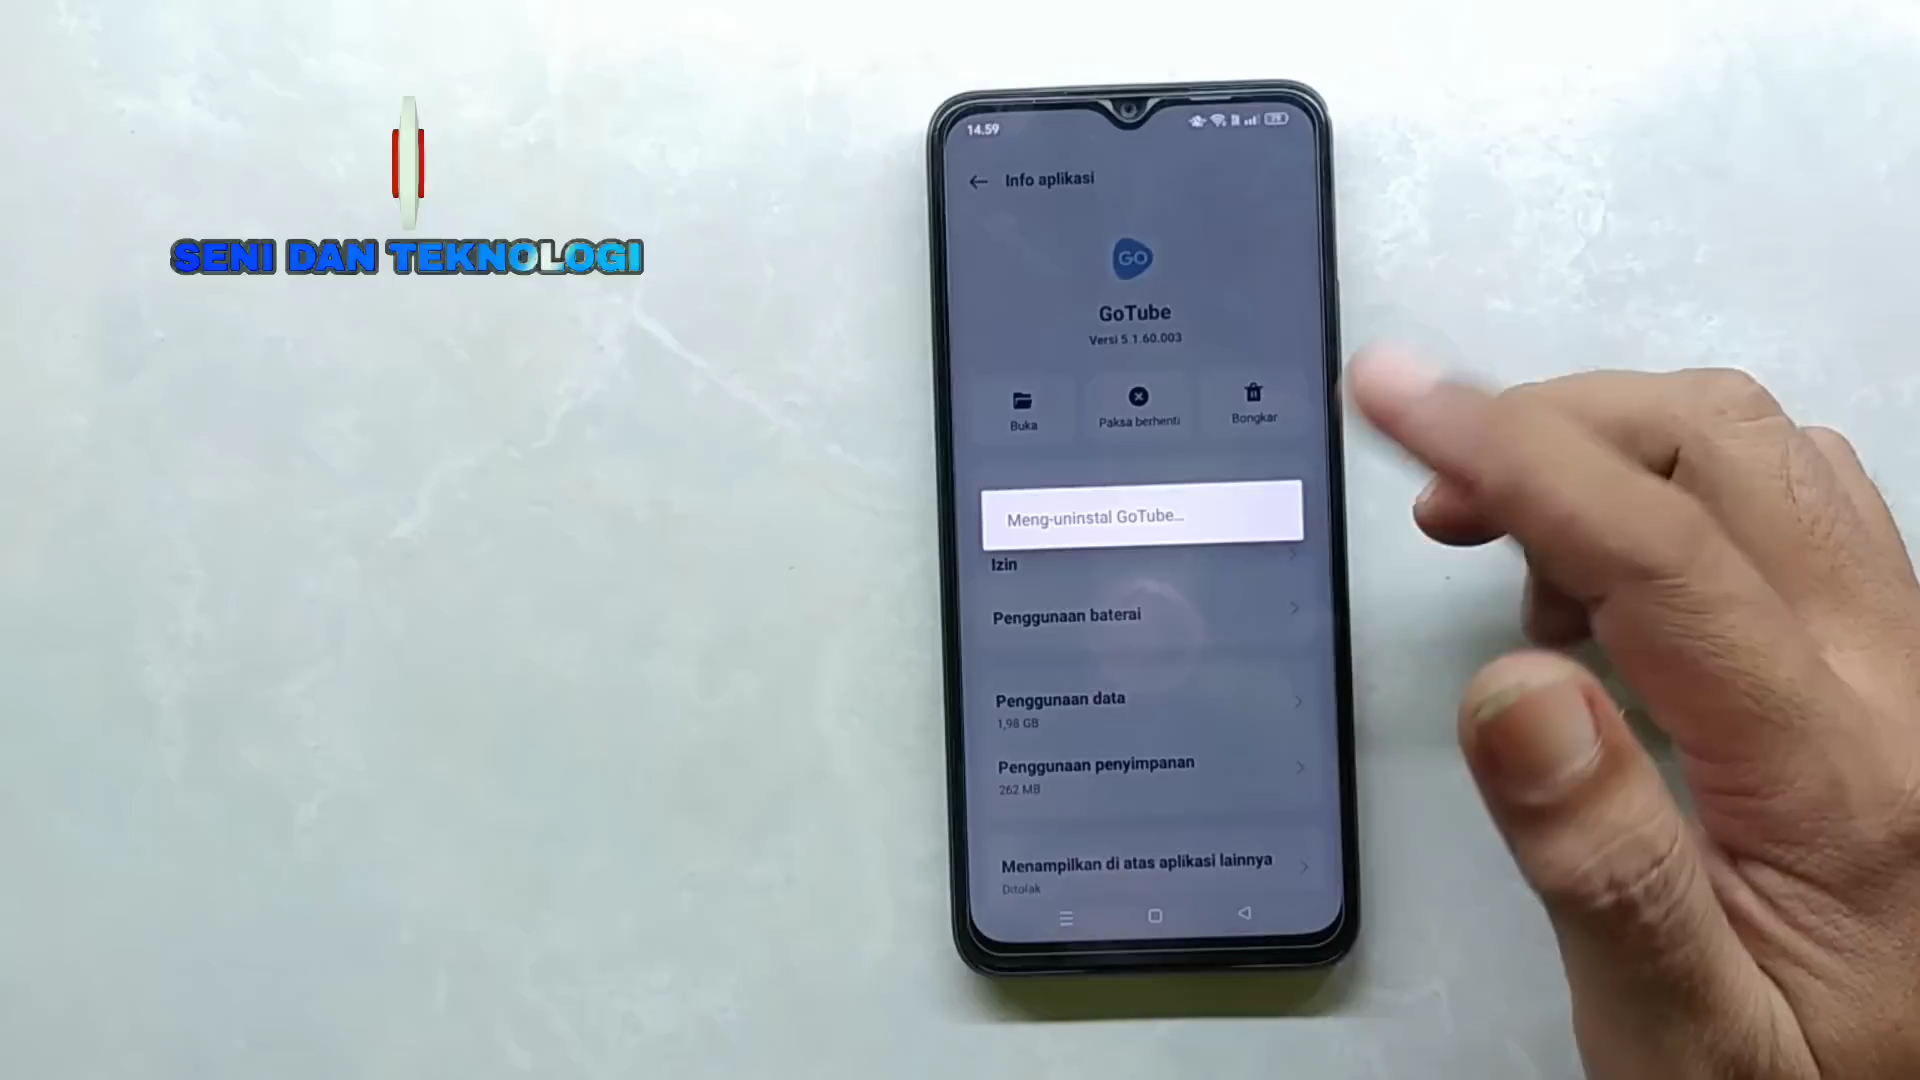 SENI DAN TEKNOLOGI
14.59
Info aplikasi
GO
GoTube
Versi 5.1.60.003
Buka
Paksa berhenti
Bongkar
Meng-uninstal GoTube...
Izin
Penggunaan baterai
Penggunaan data
1,98 GB
Penggunaan penyimpanan
262 MB
Menampilkan di atas aplikasi lainnya
Ditolak